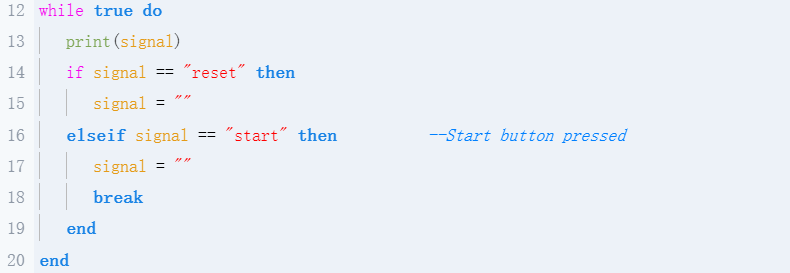 12 while true do
13 print(signal)
14 if signal == "reset" then
15 signal = ""
16 elseif signal == "start" then --Start button pressed
17 signal = ""
18 break
19 end
20 end